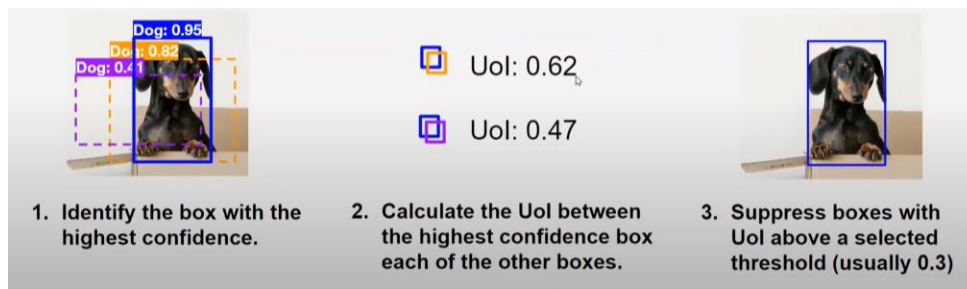 Dog: 0.95
Dog: 0.82
Dog: 0.41
UoI: 0.62
UoI: 0.47
1. Identify the box with the
highest confidence.
2. Calculate the UoI between
the highest confidence box
each of the other boxes.
3. Suppress boxes with
UoI above a selected
threshold (usually 0.3)